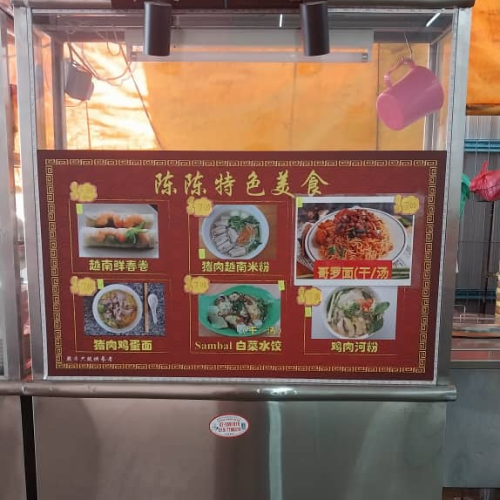 陈陈特色美食
越南鲜春卷
猪肉越南米粉
哥罗面(干/汤)
猪肉鸡蛋面
Sambal 白菜水饺
鸡肉河粉